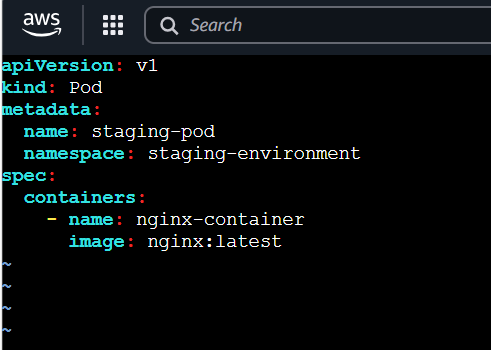 aws
Search
apiVersion: v1
kind: Pod
metadata:
  name: staging-pod
  namespace: staging-environment
spec:
  containers:
    - name: nginx-container
      image: nginx:latest
~
~
~
~